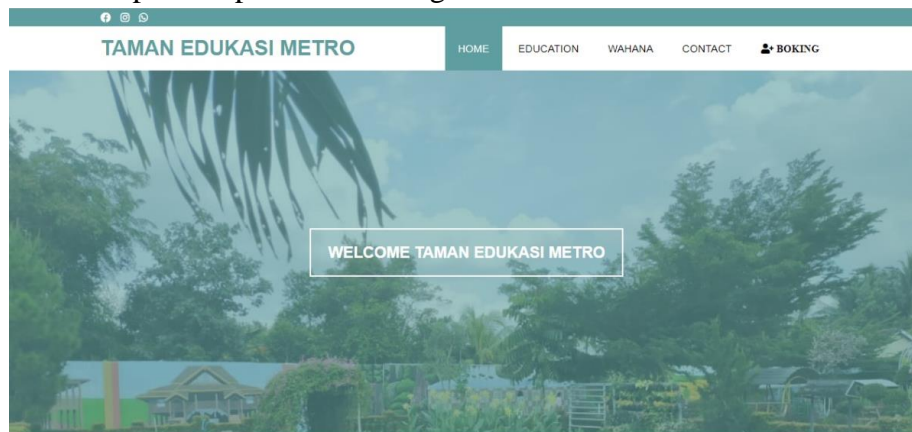 TAMAN EDUKASI METRO
HOME EDUCATION WAHANA CONTACT BOKING
WELCOME TAMAN EDUKASI METRO